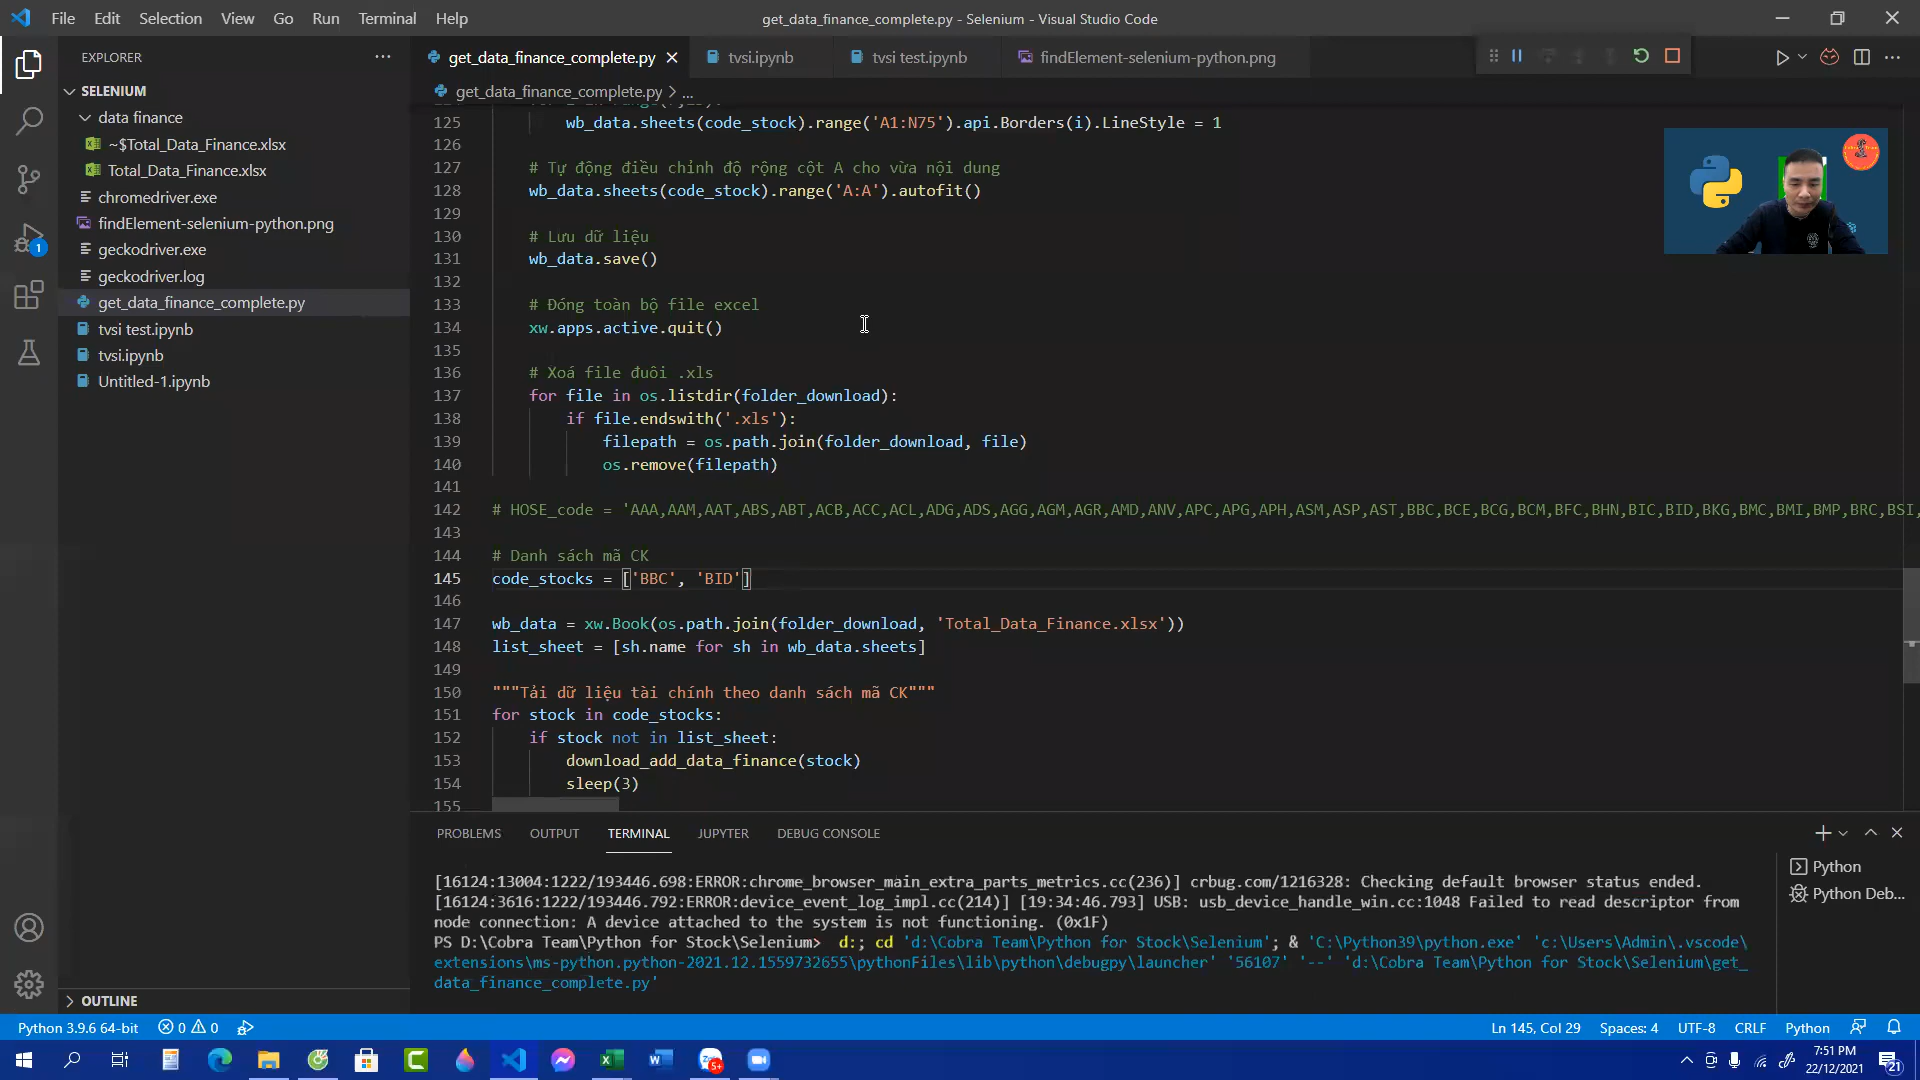 File Edit Selection View Go Run Terminal Help
get_data_finance_complete.py - Selenium - Visual Studio Code
EXPLORER
SELENIUM
data finance
~$Total_Data_Finance.xlsx
Total_Data_Finance.xlsx
chromedriver.exe
findElement-selenium-python.png
geckodriver.exe
geckodriver.log
get_data_finance_complete.py
tvsi test.ipynb
tvsi.ipynb
Untitled-1.ipynb
OUTLINE
1
get_data_finance_complete.py tvsi.ipynb tvsi test.ipynb findElement-selenium-python.png
get_data_finance_complete.py > ...
125 wb_data.sheets(code_stock).range('A1:N75').api.Borders(i).LineStyle = 1
126
127 # Tự động điều chỉnh độ rộng cột A cho vừa nội dung
128 wb_data.sheets(code_stock).range('A:A').autofit()
129
130 # Lưu dữ liệu
131 wb_data.save()
132
133 # Đóng toàn bộ file excel
134 xw.apps.active.quit()
135
136 # Xoá file đuôi .xls
137 for file in os.listdir(folder_download):
138 if file.endswith('.xls'):
139 filepath = os.path.join(folder_download, file)
140 os.remove(filepath)
141
142 # HOSE_code = 'AAA,AAM,AAT,ABS,ABT,ACB,ACC,ACL,ADG,ADS,AGG,AGM,AGR,AMD,ANV,APC,APG,APH,ASM,ASP,AST,BBC,BCE,BCG,BCM,BFC,BHN,BIC,BID,BKG,BMC,BMI,BMP,BRC,BSI,
143
144 # Danh sách mã CK
145 code_stocks = ['BBC', 'BID']
146
147 wb_data = xw.Book(os.path.join(folder_download, 'Total_Data_Finance.xlsx'))
148 list_sheet = [sh.name for sh in wb_data.sheets]
149
150 """Tải dữ liệu tài chính theo danh sách mã CK"""
151 for stock in code_stocks:
152 if stock not in list_sheet:
153 download_add_data_finance(stock)
154 sleep(3)
155
PROBLEMS OUTPUT TERMINAL JUPYTER DEBUG CONSOLE
[16124:13004:1222/193446.698:ERROR:chrome_browser_main_extra_parts_metrics.cc(236)] crbug.com/1216328: Checking default browser status ended.
[16124:3616:1222/193446.792:ERROR:device_event_log_impl.cc(214)] [19:34:46.793] USB: usb_device_handle_win.cc:1048 Failed to read descriptor from
node connection: A device attached to the system is not functioning. (0x1F)
PS D:\Cobra Team\Python for Stock\Selenium> d:; cd 'd:\Cobra Team\Python for Stock\Selenium'; & 'C:\Python39\python.exe' 'c:\Users\Admin\.vscode\
extensions\ms-python.python-2021.12.1559732655\pythonFiles\lib\python\debugpy\launcher' '56107' '--' 'd:\Cobra Team\Python for Stock\Selenium\get_
data_finance_complete.py'
Python
Python Deb...
Python 3.9.6 64-bit 0 0
Ln 145, Col 29 Spaces: 4 UTF-8 CRLF Python
7:51 PM
22/12/2021
21